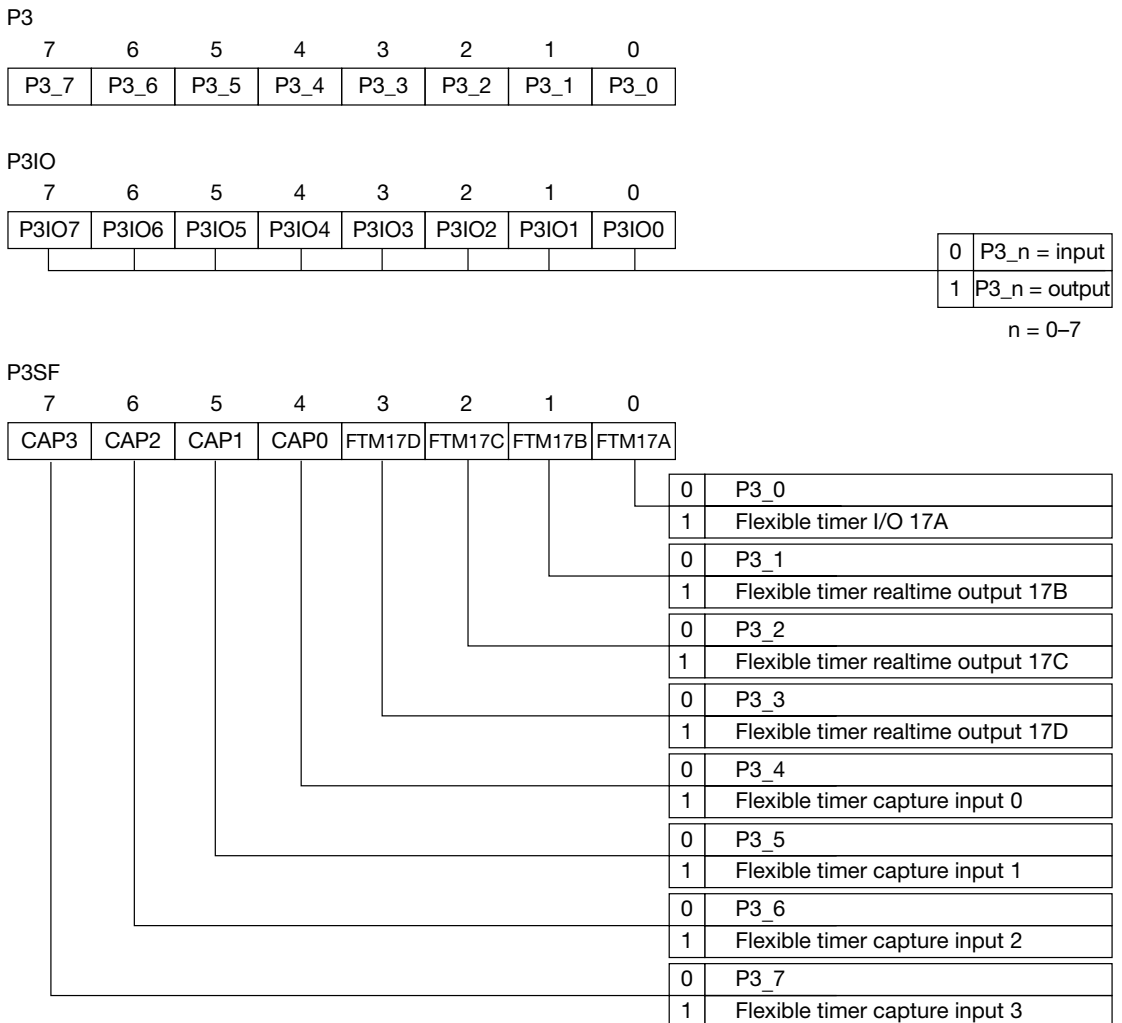 P3
7 6 5 4 3 2 1 0
P3_7 P3_6 P3_5 P3_4 P3_3 P3_2 P3_1 P3_0
P3IO
7 6 5 4 3 2 1 0
P3IO7 P3IO6 P3IO5 P3IO4 P3IO3 P3IO2 P3IO1 P3IO0
0 P3_n = input
1 P3_n = output
n = 0–7
P3SF
7 6 5 4 3 2 1 0
CAP3 CAP2 CAP1 CAP0 FTM17D FTM17C FTM17B FTM17A
0 P3_0
1 Flexible timer I/O 17A
0 P3_1
1 Flexible timer realtime output 17B
0 P3_2
1 Flexible timer realtime output 17C
0 P3_3
1 Flexible timer realtime output 17D
0 P3_4
1 Flexible timer capture input 0
0 P3_5
1 Flexible timer capture input 1
0 P3_6
1 Flexible timer capture input 2
0 P3_7
1 Flexible timer capture input 3